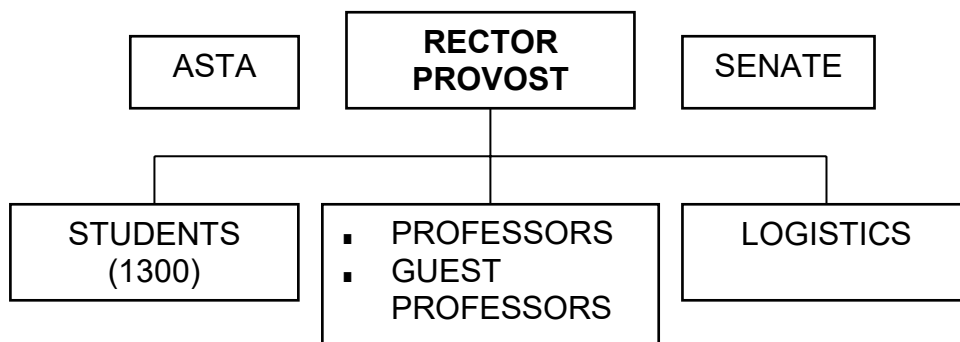 ASTA
RECTOR
PROVOST
SENATE
STUDENTS
(1300)
▪ PROFESSORS
▪ GUEST
PROFESSORS
LOGISTICS